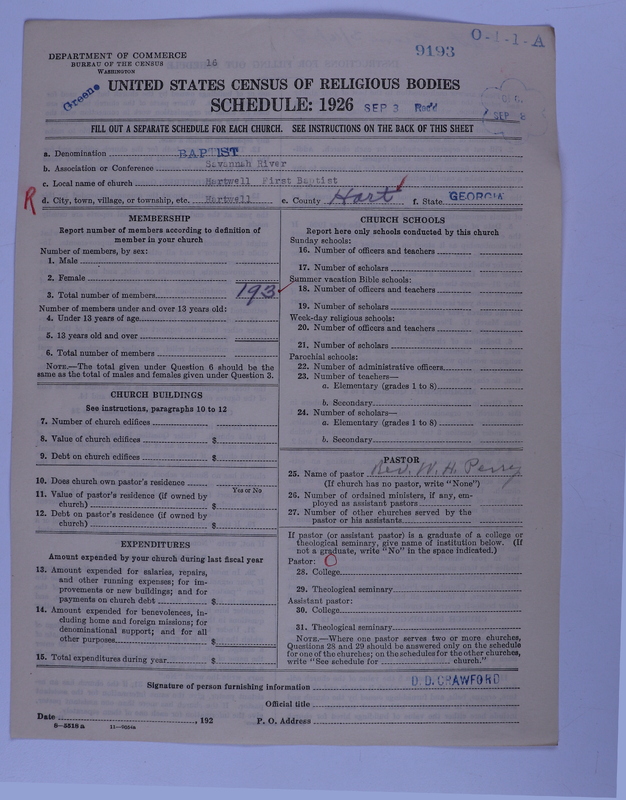 O-1-1-A
9193
DEPARTMENT OF COMMERCE
BUREAU OF THE CENSUS
WASHINGTON
16
Greene
UNITED STATES CENSUS OF RELIGIOUS BODIES
SCHEDULE: 1926
SEP 3 Rec'd
SEP 8
FILL OUT A SEPARATE SCHEDULE FOR EACH CHURCH. SEE INSTRUCTIONS ON THE BACK OF THIS SHEET
a. Denomination BAPTIST
b. Association or Conference Savannah River
c. Local name of church Hartwell First Baptist
R d. City, town, village, or township, etc. Hartwell e. County Hart f. State GEORGIA
MEMBERSHIP
Report number of members according to definition of
member in your church
Number of members, by sex:
1. Male
2. Female
3. Total number of members 193
Number of members under and over 13 years old:
4. Under 13 years of age
5. 13 years old and over
6. Total number of members
NOTE.—The total given under Question 6 should be the
same as the total of males and females given under Question 3.
CHURCH BUILDINGS
See instructions, paragraphs 10 to 12
7. Number of church edifices
8. Value of church edifices $
9. Debt on church edifices $
10. Does church own pastor's residence
Yes or No
11. Value of pastor's residence (if owned by
church) $
12. Debt on pastor's residence (if owned by
church) $
EXPENDITURES
Amount expended by your church during last fiscal year
13. Amount expended for salaries, repairs,
and other running expenses; for im-
provements or new buildings; and for
payments on church debt $
14. Amount expended for benevolences, in-
cluding home and foreign missions; for
denominational support; and for all
other purposes $
15. Total expenditures during year $
CHURCH SCHOOLS
Report here only schools conducted by this church
Sunday schools:
16. Number of officers and teachers
17. Number of scholars
Summer vacation Bible schools:
18. Number of officers and teachers
19. Number of scholars
Week-day religious schools:
20. Number of officers and teachers
21. Number of scholars
Parochial schools:
22. Number of administrative officers
23. Number of teachers—
a. Elementary (grades 1 to 8)
b. Secondary
24. Number of scholars—
a. Elementary (grades 1 to 8)
b. Secondary
PASTOR
25. Name of pastor Rev. W. H. Perry
(If church has no pastor, write "None")
26. Number of ordained ministers, if any, em-
ployed as assistant pastors
27. Number of other churches served by the
pastor or his assistants
If pastor (or assistant pastor) is a graduate of a college or
theological seminary, give name of institution below. (If
not a graduate, write "No" in the space indicated.)
Pastor:
28. College
29. Theological seminary
Assistant pastor:
30. College
31. Theological seminary
NOTE.—Where one pastor serves two or more churches,
Questions 28 and 29 should be answered only on the schedule
for one of the churches; on the schedules for the other churches,
write "See schedule for church."
Signature of person furnishing information D. D. CRAWFORD
Official title
Date , 192 P. O. Address